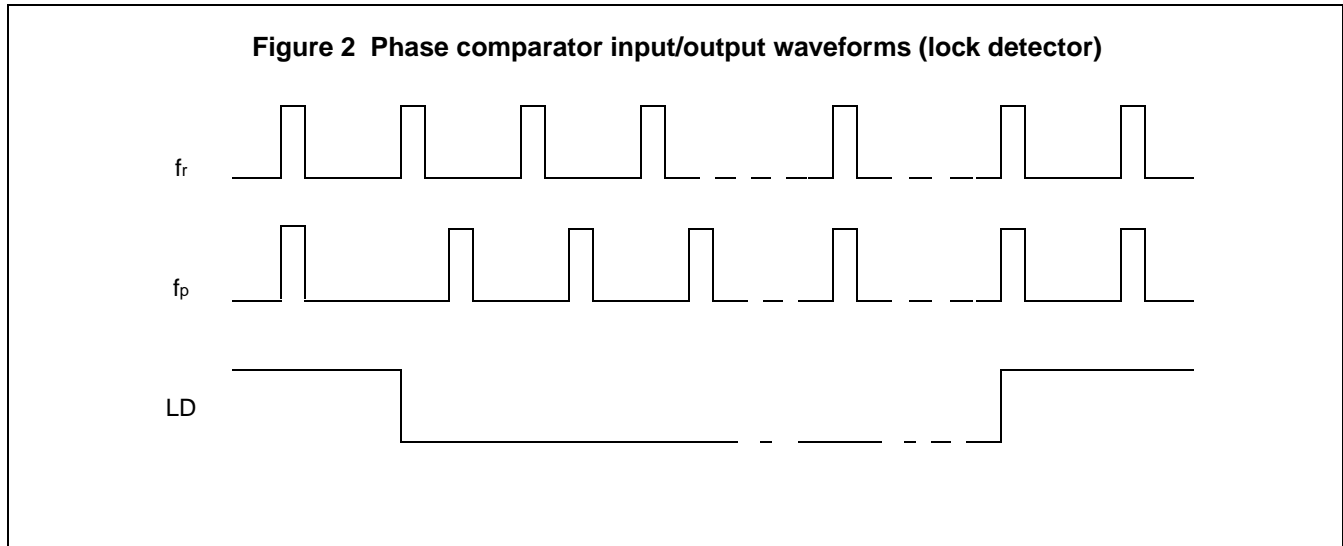 Figure 2  Phase comparator input/output waveforms (lock detector)
fr
fp
LD